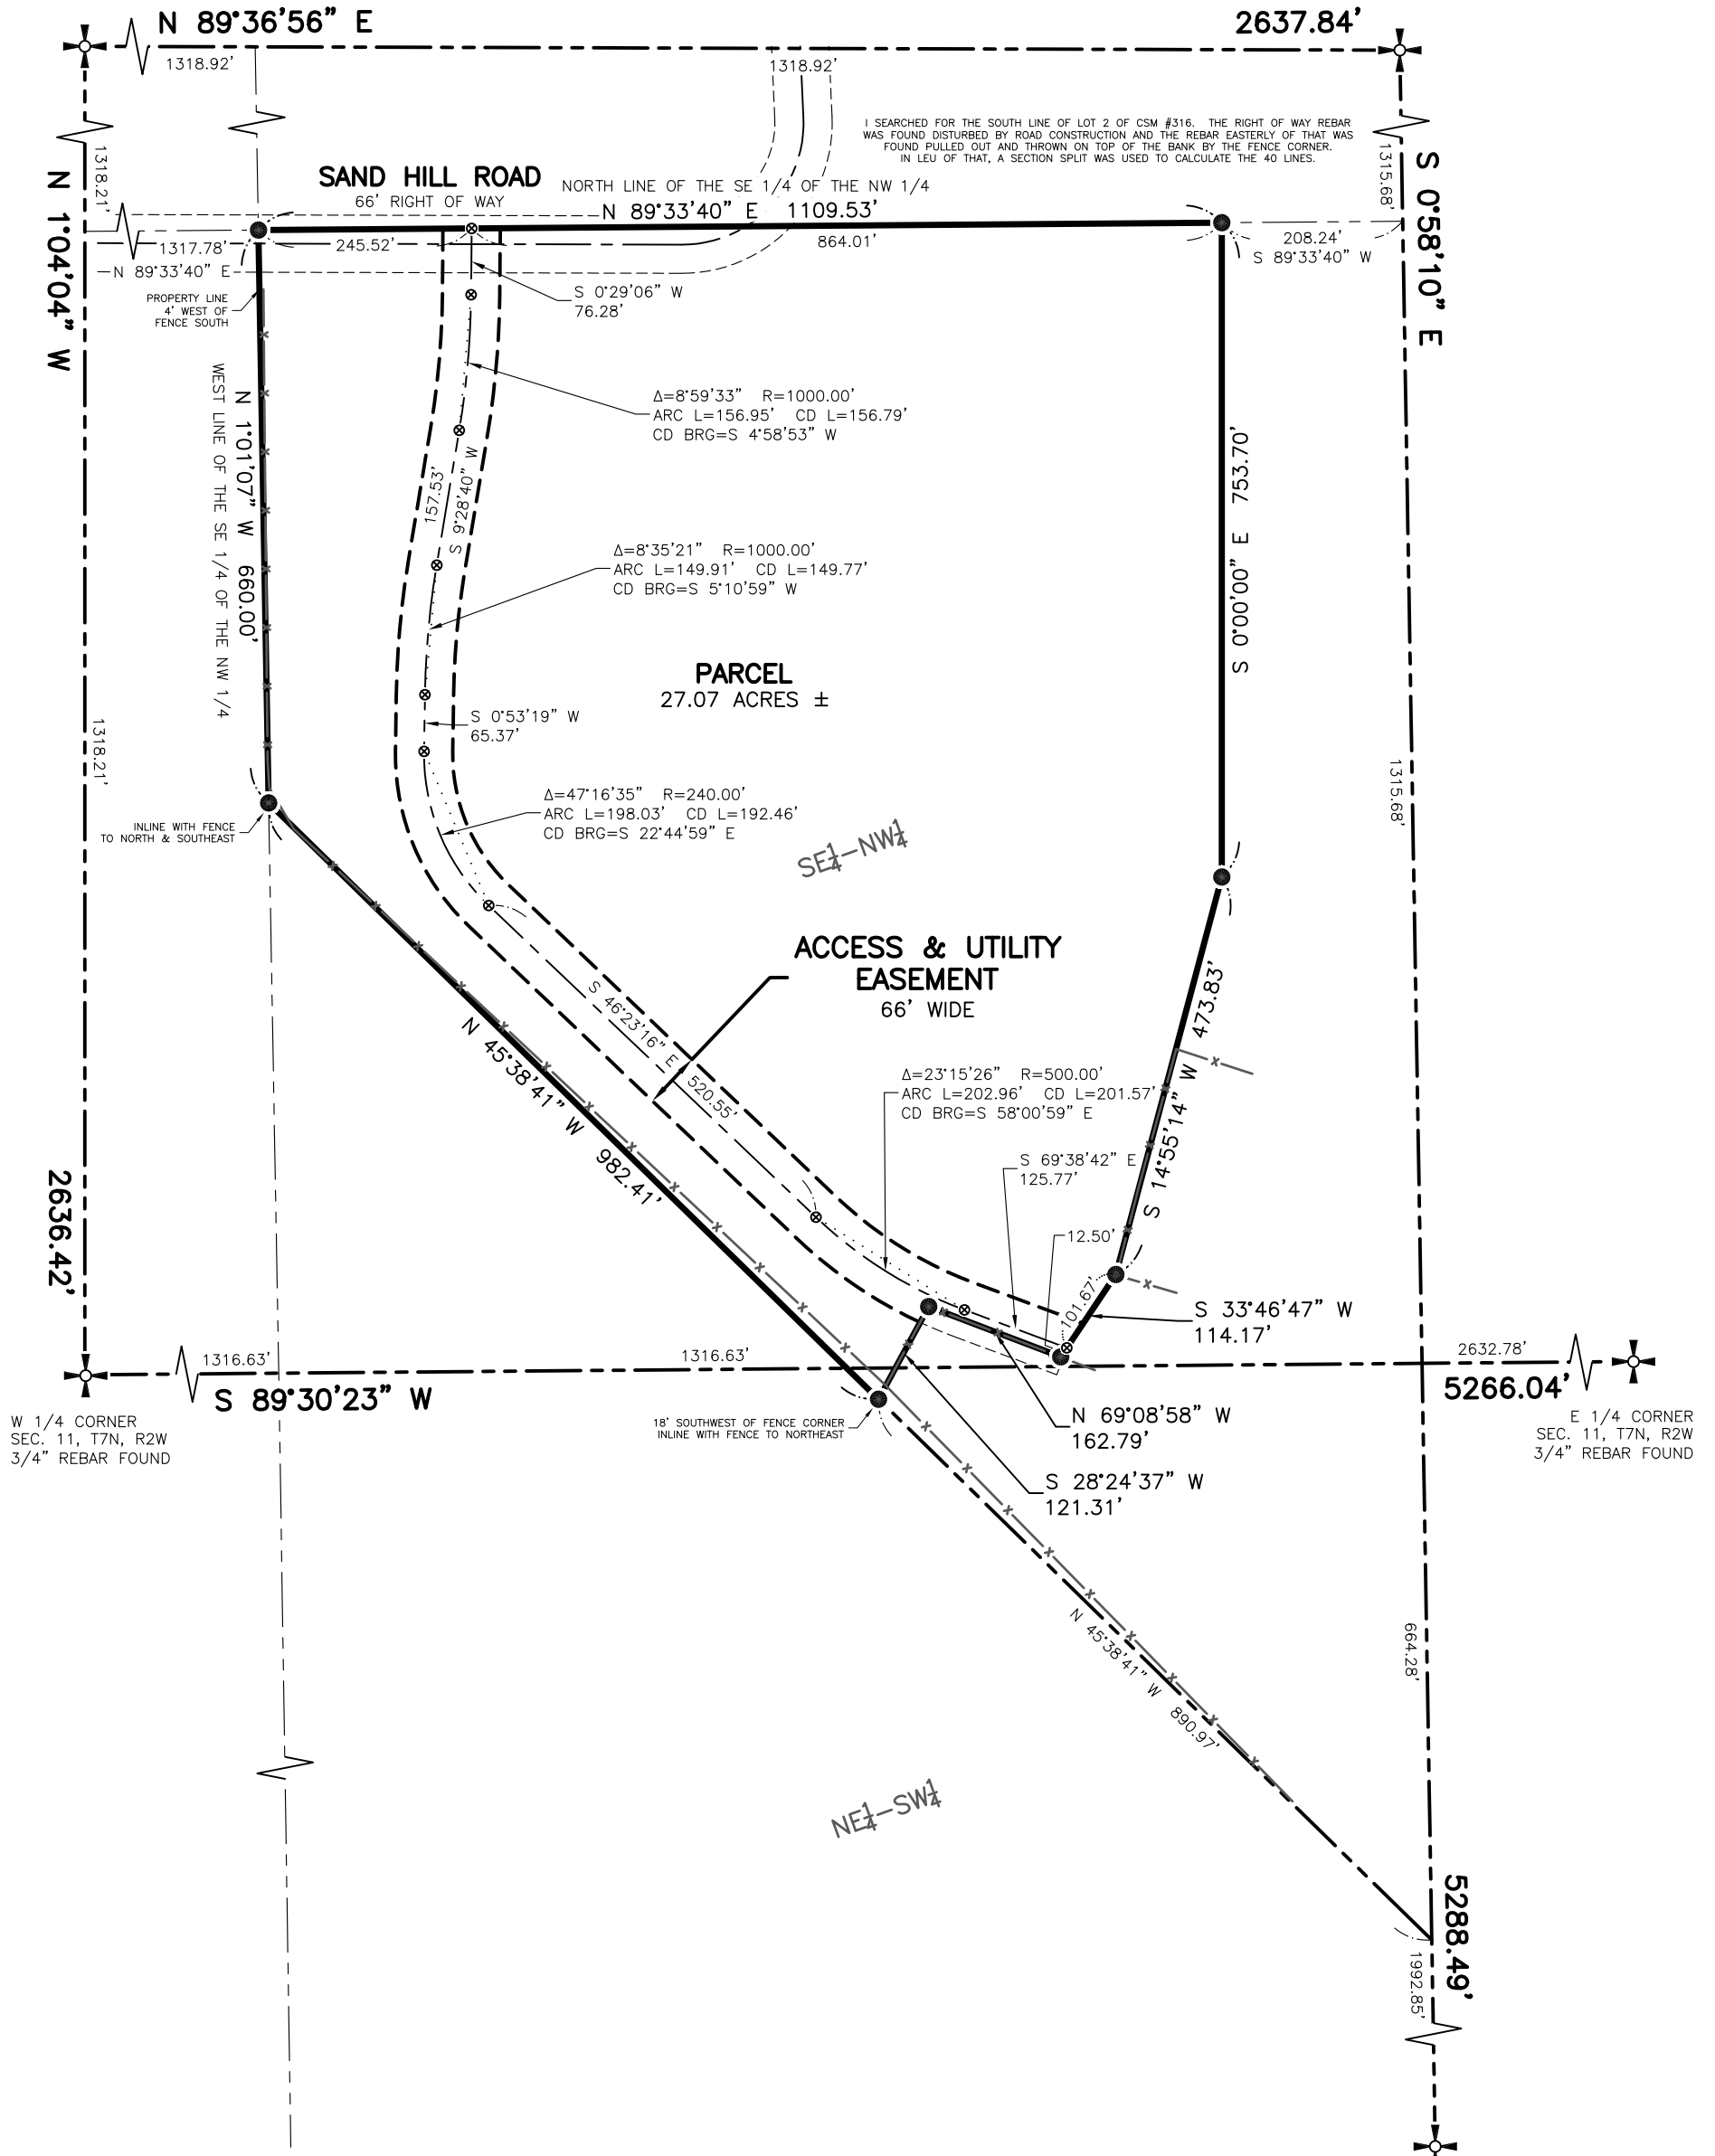 N 89°36'56" E
2637.84'
1318.92'
1318.92'
I SEARCHED FOR THE SOUTH LINE OF LOT 2 OF CSM #316. THE RIGHT OF WAY REBAR
WAS FOUND DISTURBED BY ROAD CONSTRUCTION AND THE REBAR EASTERLY OF THAT WAS
FOUND PULLED OUT AND THROWN ON TOP OF THE BANK BY THE FENCE CORNER.
IN LEU OF THAT, A SECTION SPLIT WAS USED TO CALCULATE THE 40 LINES.
1318.21'
N 1°04'04" W
1315.68'
S 0°58'10" E
SAND HILL ROAD
66' RIGHT OF WAY
NORTH LINE OF THE SE 1/4 OF THE NW 1/4
N 89°33'40" E 1109.53'
1317.78'
245.52'
864.01'
208.24'
S 89°33'40" W
N 89°33'40" E
PROPERTY LINE
4' WEST OF
FENCE SOUTH
S 0°29'06" W
76.28'
N 1°01'07" W 660.00'
WEST LINE OF THE SE 1/4 OF THE NW 1/4
Δ=8°59'33" R=1000.00'
ARC L=156.95' CD L=156.79'
CD BRG=S 4°58'53" W
157.53'
S 9°28'40" W
S 0°00'00" E 753.70'
Δ=8°35'21" R=1000.00'
ARC L=149.91' CD L=149.77'
CD BRG=S 5°10'59" W
PARCEL
27.07 ACRES ±
S 0°53'19" W
65.37'
1318.21'
1315.68'
Δ=47°16'35" R=240.00'
ARC L=198.03' CD L=192.46'
CD BRG=S 22°44'59" E
INLINE WITH FENCE
TO NORTH & SOUTHEAST
SE¼-NW¼
ACCESS & UTILITY
EASEMENT
66' WIDE
S 46°23'16" E
520.55'
S 14°55'14" W 473.83'
N 45°38'41" W 982.41'
Δ=23°15'26" R=500.00'
ARC L=202.96' CD L=201.57'
CD BRG=S 58°00'59" E
S 69°38'42" E
125.77'
12.50'
101.67'
2636.42'
S 33°46'47" W
114.17'
1316.63'
1316.63'
2632.78'
S 89°30'23" W
5266.04'
W 1/4 CORNER
SEC. 11, T7N, R2W
3/4" REBAR FOUND
18' SOUTHWEST OF FENCE CORNER
INLINE WITH FENCE TO NORTHEAST
N 69°08'58" W
162.79'
E 1/4 CORNER
SEC. 11, T7N, R2W
3/4" REBAR FOUND
S 28°24'37" W
121.31'
N 45°38'41" W 890.97'
664.28'
NE¼-SW¼
5288.49'
1992.85'